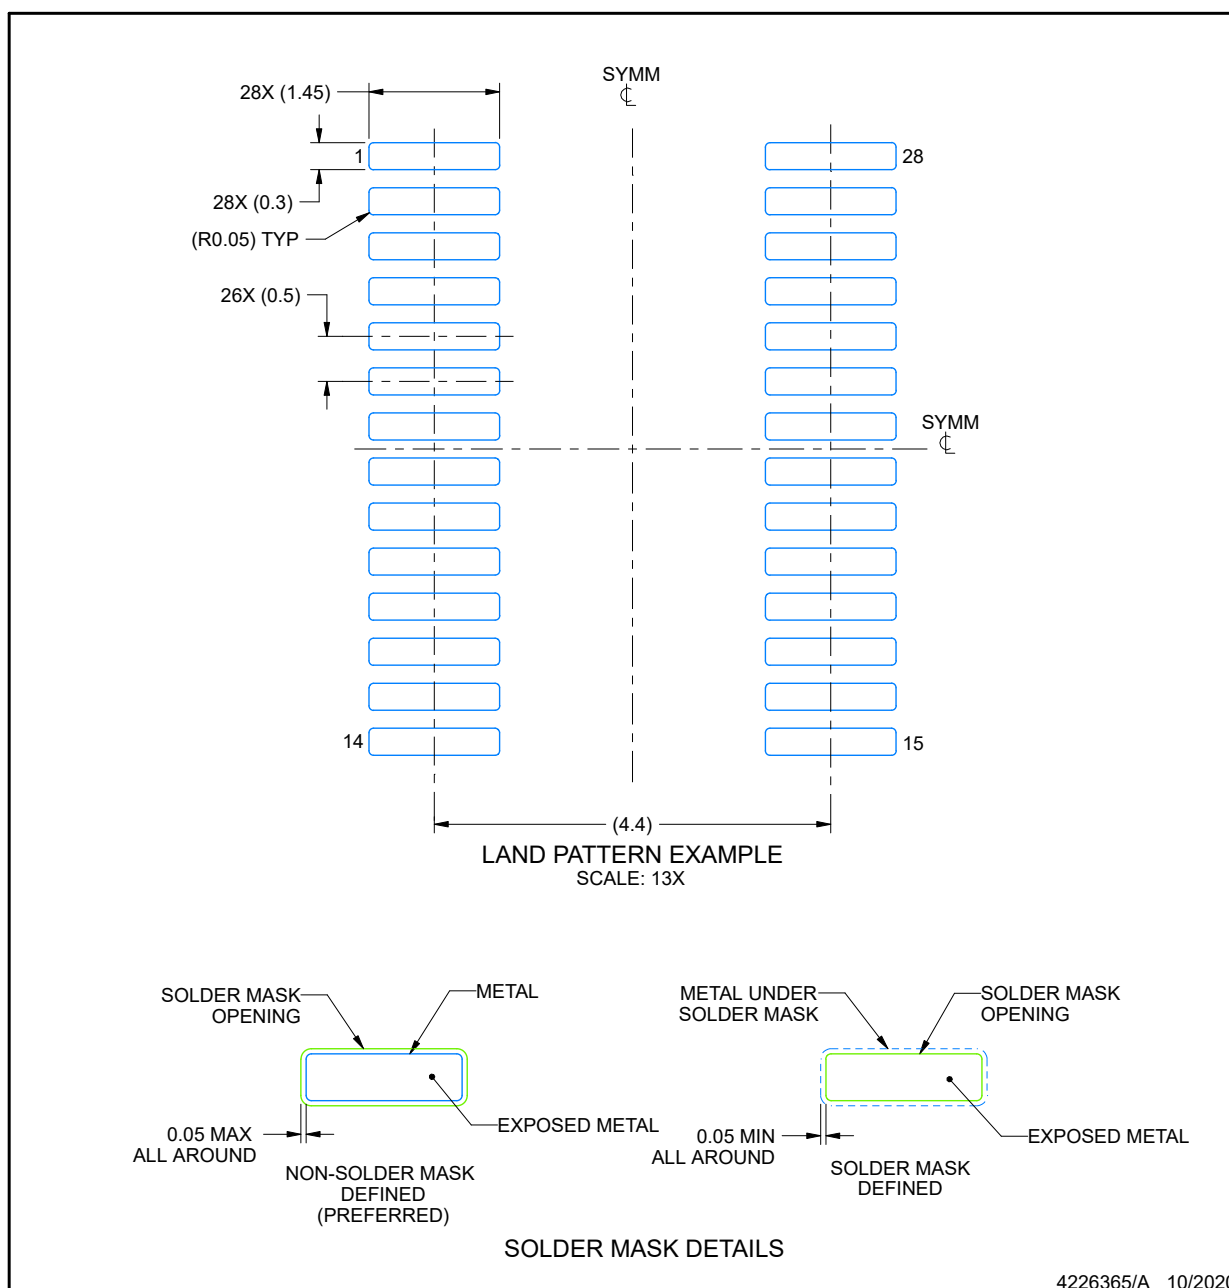 SYMM
28X (1.45)
1
28
28X (0.3)
(R0.05) TYP
26X (0.5)
SYMM
14
15
(4.4)
LAND PATTERN EXAMPLE
SCALE: 13X
SOLDER MASK
OPENING
METAL
EXPOSED METAL
0.05 MAX
ALL AROUND
NON-SOLDER MASK
DEFINED
(PREFERRED)
METAL UNDER
SOLDER MASK
SOLDER MASK
OPENING
EXPOSED METAL
0.05 MIN
ALL AROUND
SOLDER MASK
DEFINED
SOLDER MASK DETAILS
4226365/A 10/2020